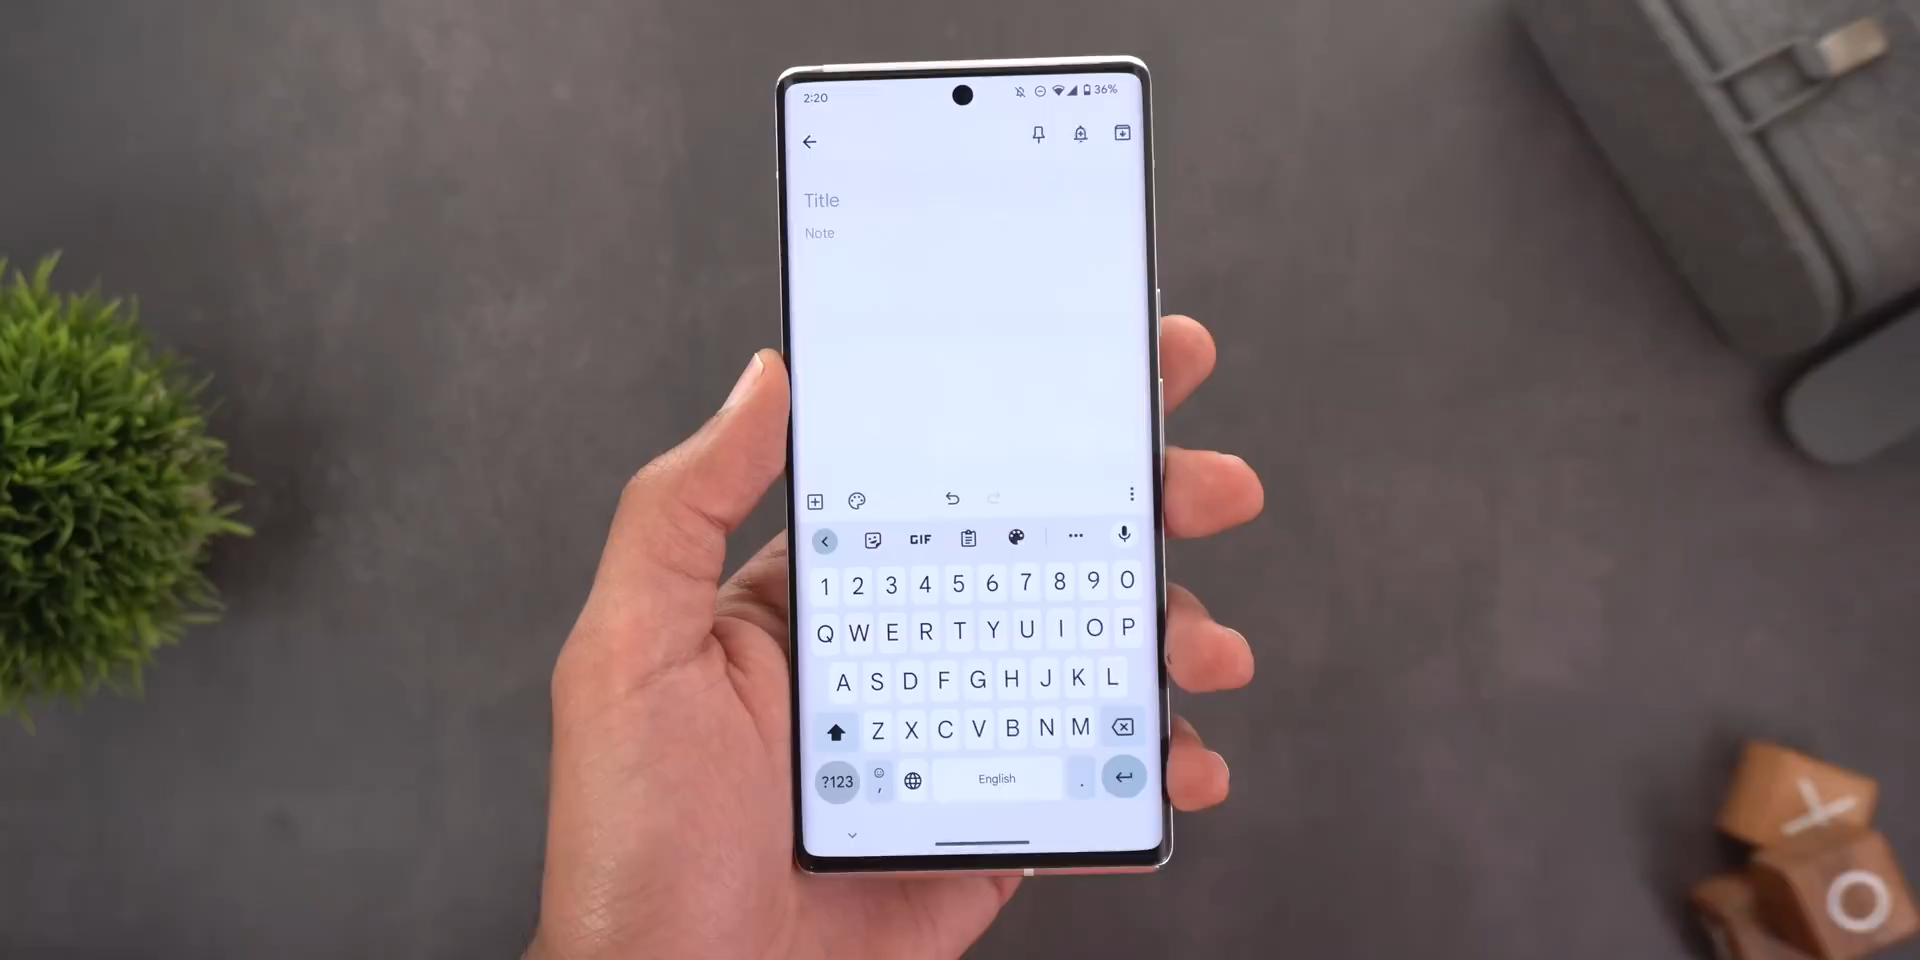 2:20 36%
Title
Note
GIF
1 2 3 4 5 6 7 8 9 0
Q W E R T Y U I O P
A S D F G H J K L
Z X C V B N M
?123 , English .
X
O